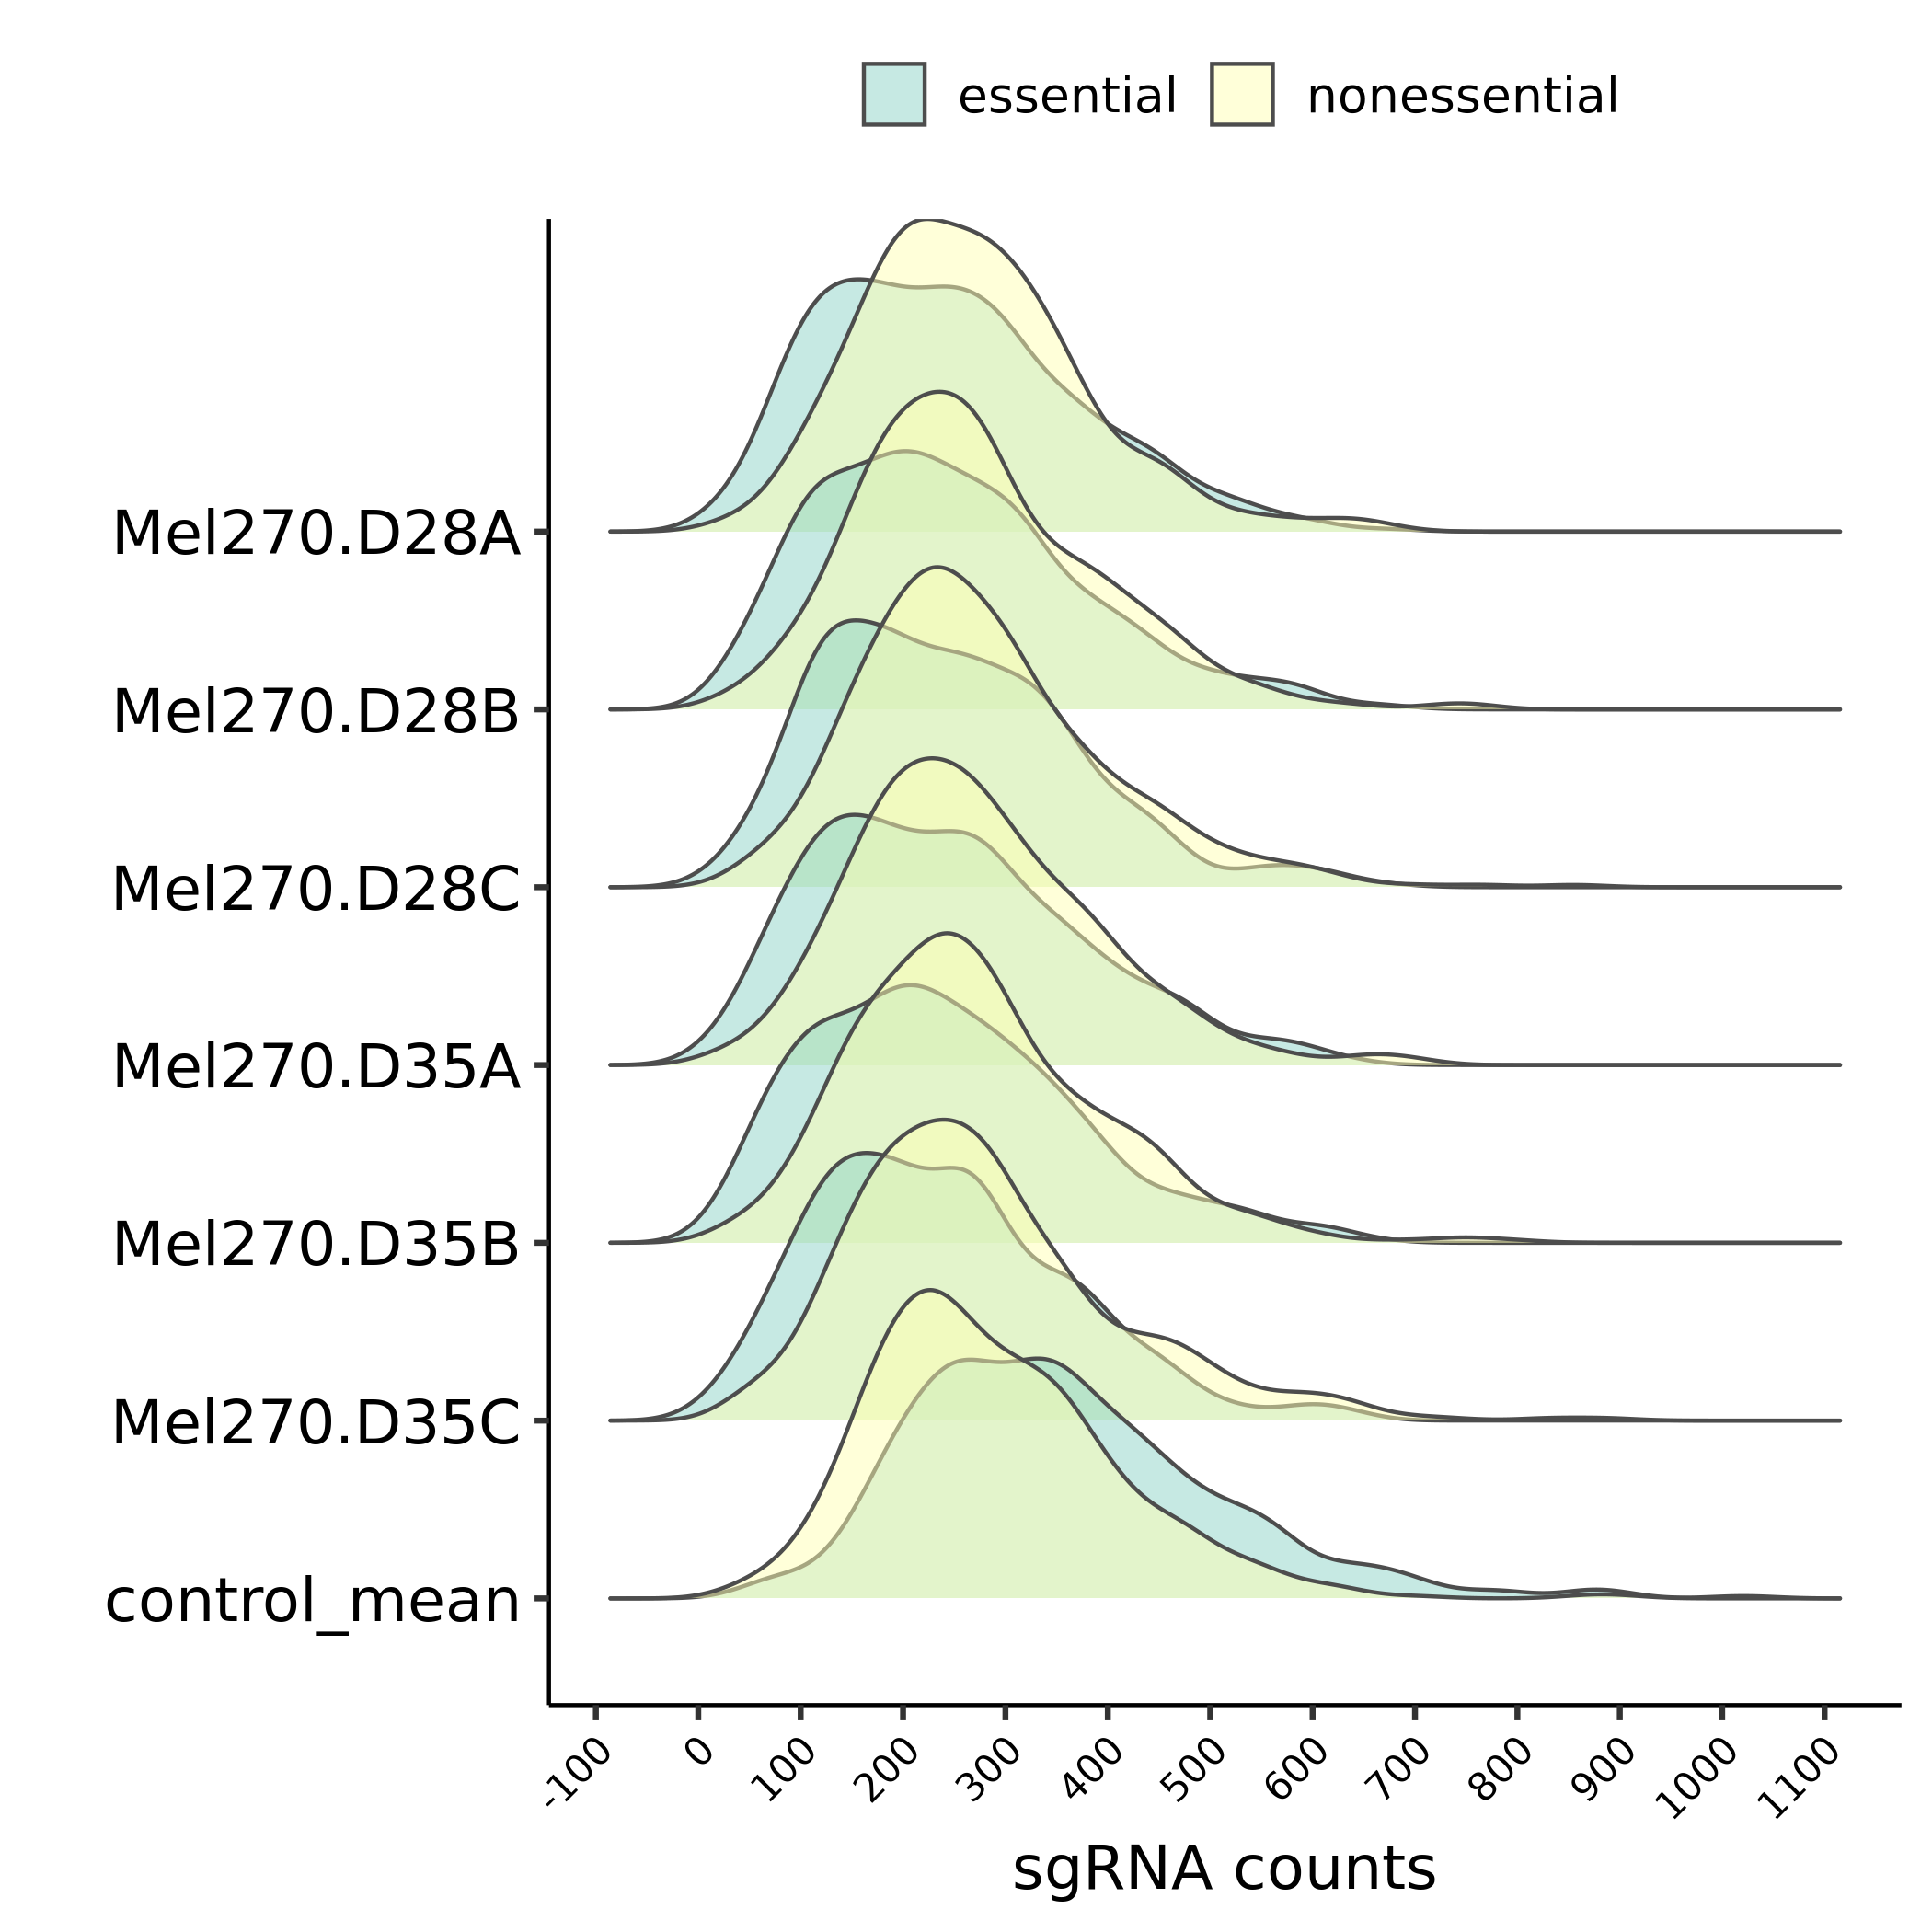 essential nonessential
Mel270.D28A
Mel270.D28B
Mel270.D28C
Mel270.D35A
Mel270.D35B
Mel270.D35C
control_mean
-100 0 100 200 300 400 500 600 700 800 900 1000 1100
sgRNA counts